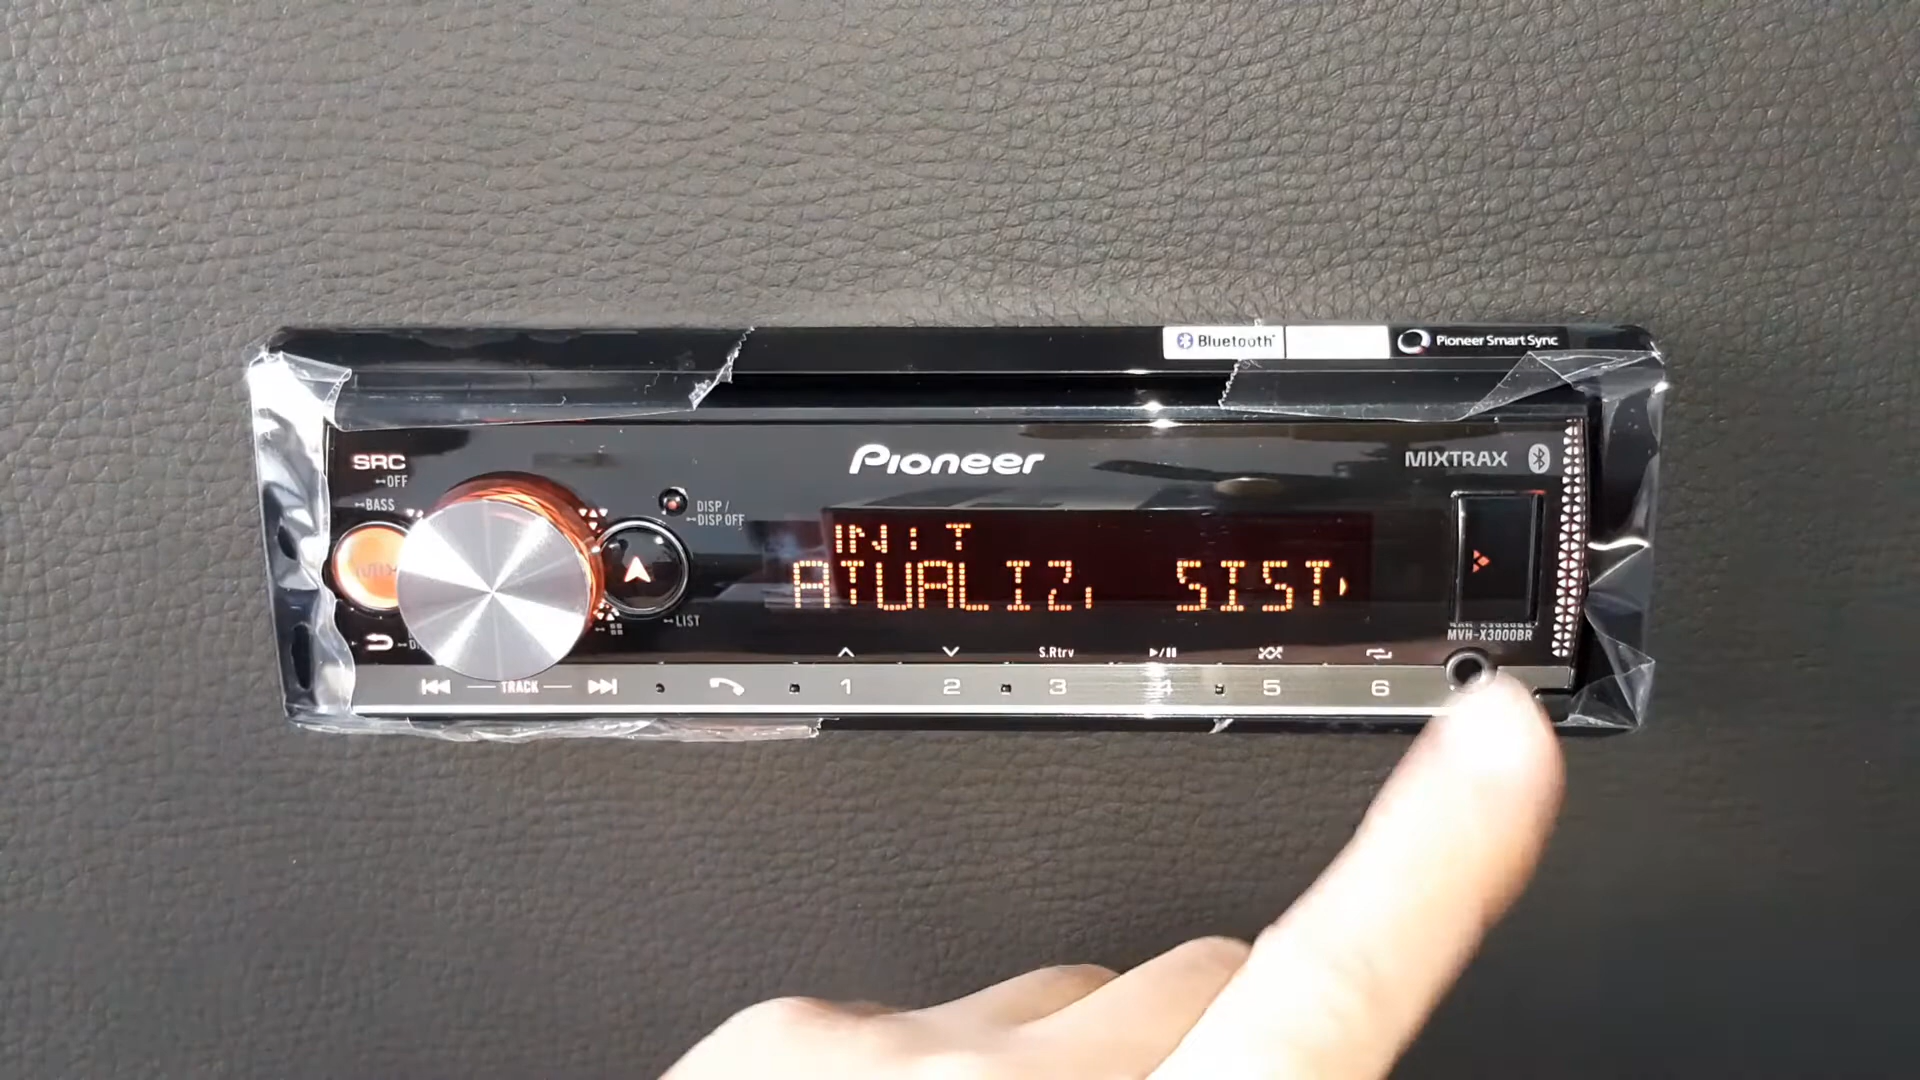 Bluetooth
Pioneer Smart Sync
SRC
OFF
BASS
DISP /
DISP OFF
LIST
Pioneer
MIXTRAX
INIT
ATUALIZ. SIST
MVH-X3000BR
S.Rtrv
TRACK
1 2 3 4 5 6